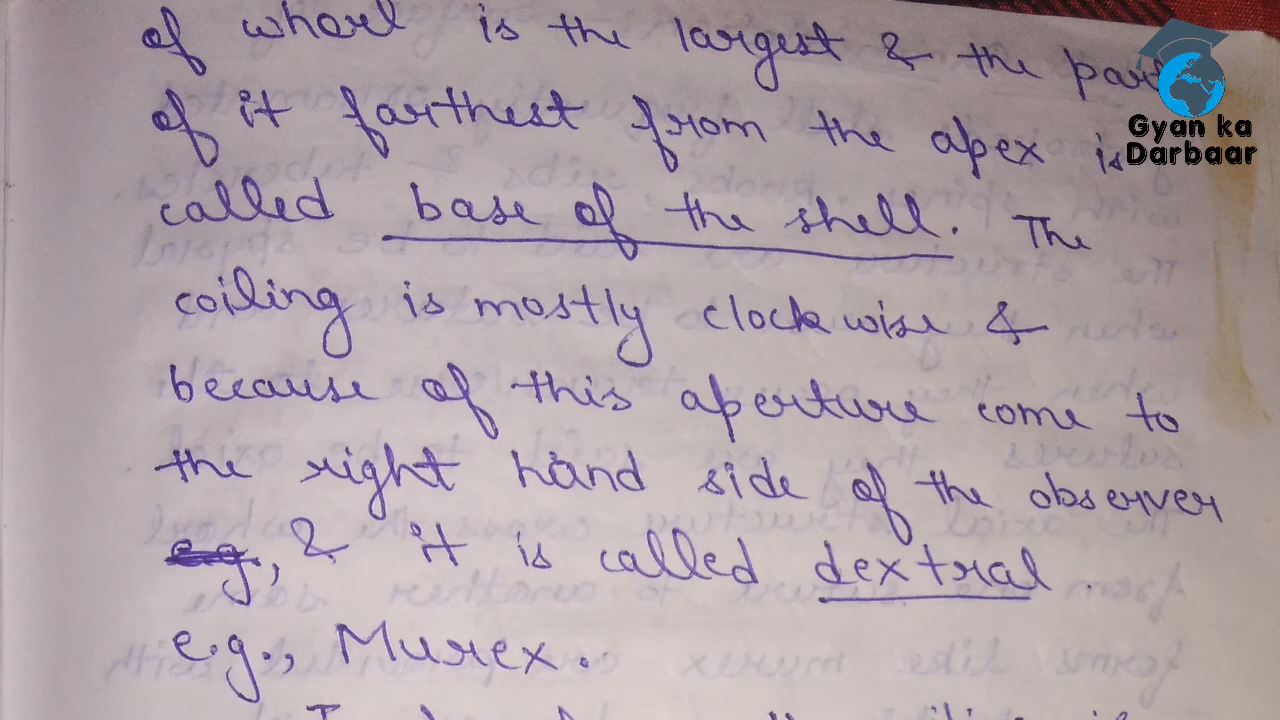 of whorl is the largest & the part
of it farthest from the apex is
called base of the shell. The
coiling is mostly clockwise &
because of this aperture come to
the right hand side of the observer
e.g., & it is called dextral.
e.g., Murex.
Gyan ka
Darbaar